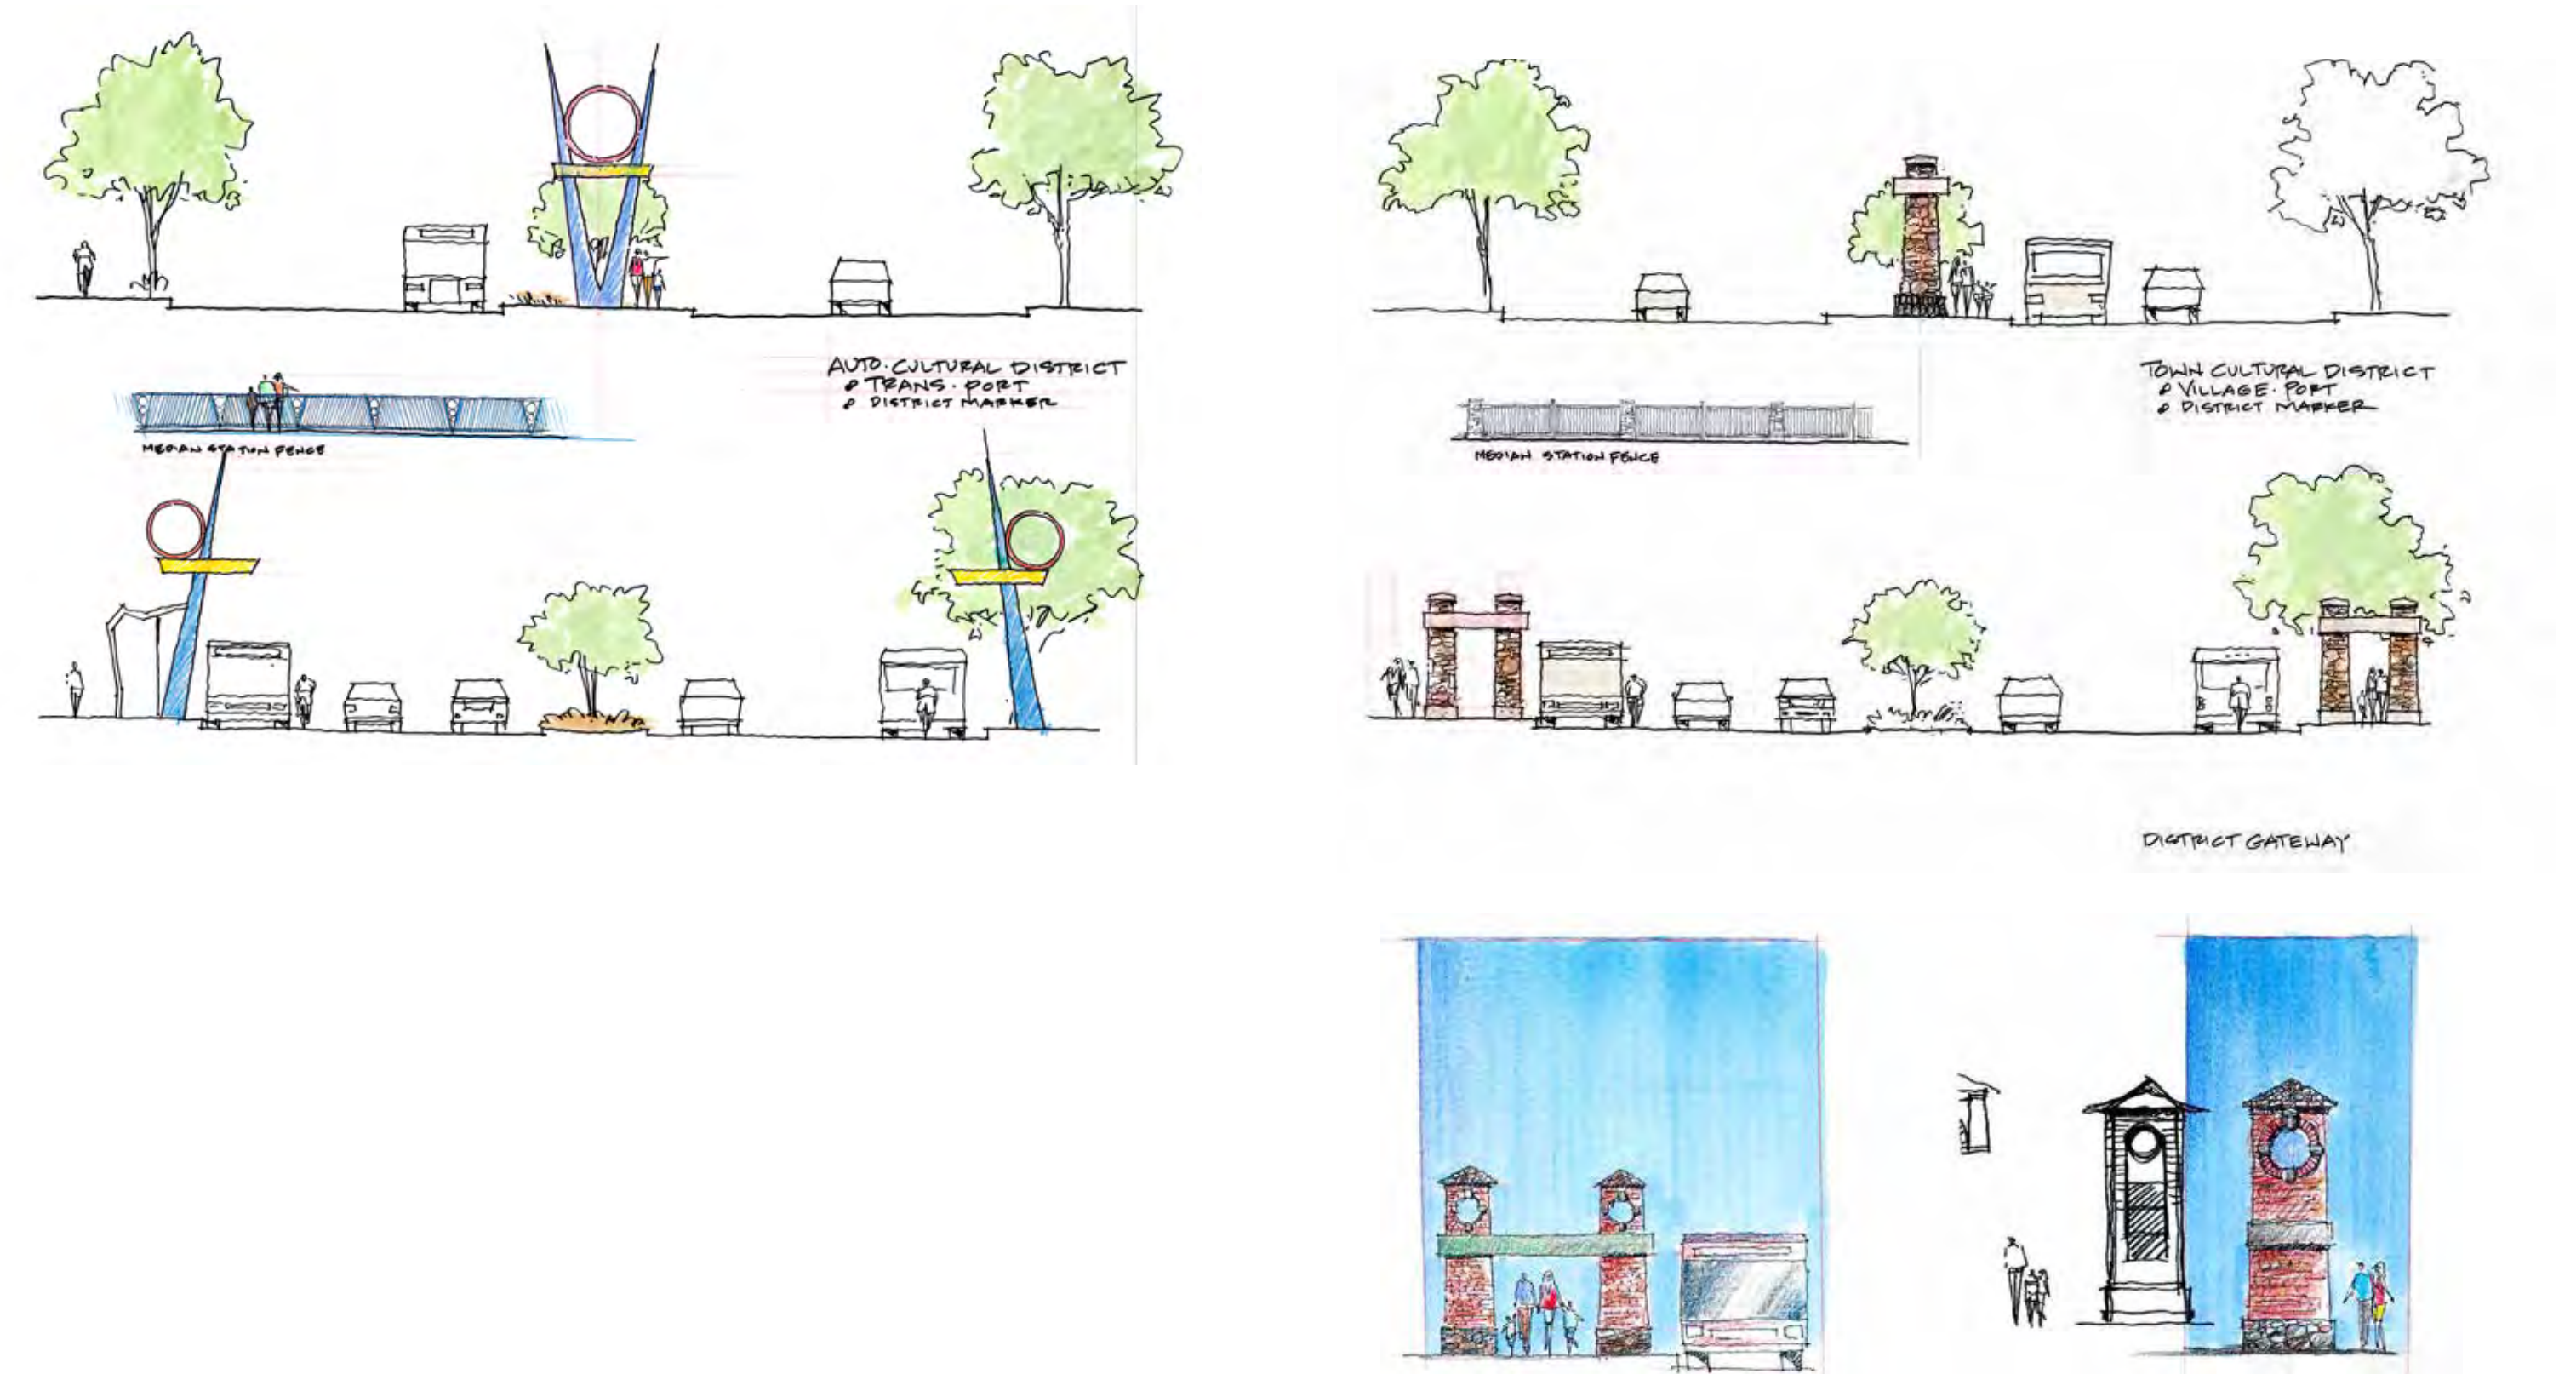 AUTO·CULTURAL DISTRICT
• TRANS·PORT
• DISTRICT MARKER
MEDIAN STATION FENCE
TOWN CULTURAL DISTRICT
• VILLAGE·PORT
• DISTRICT MARKER
MEDIAN STATION FENCE
DISTRICT GATEWAY